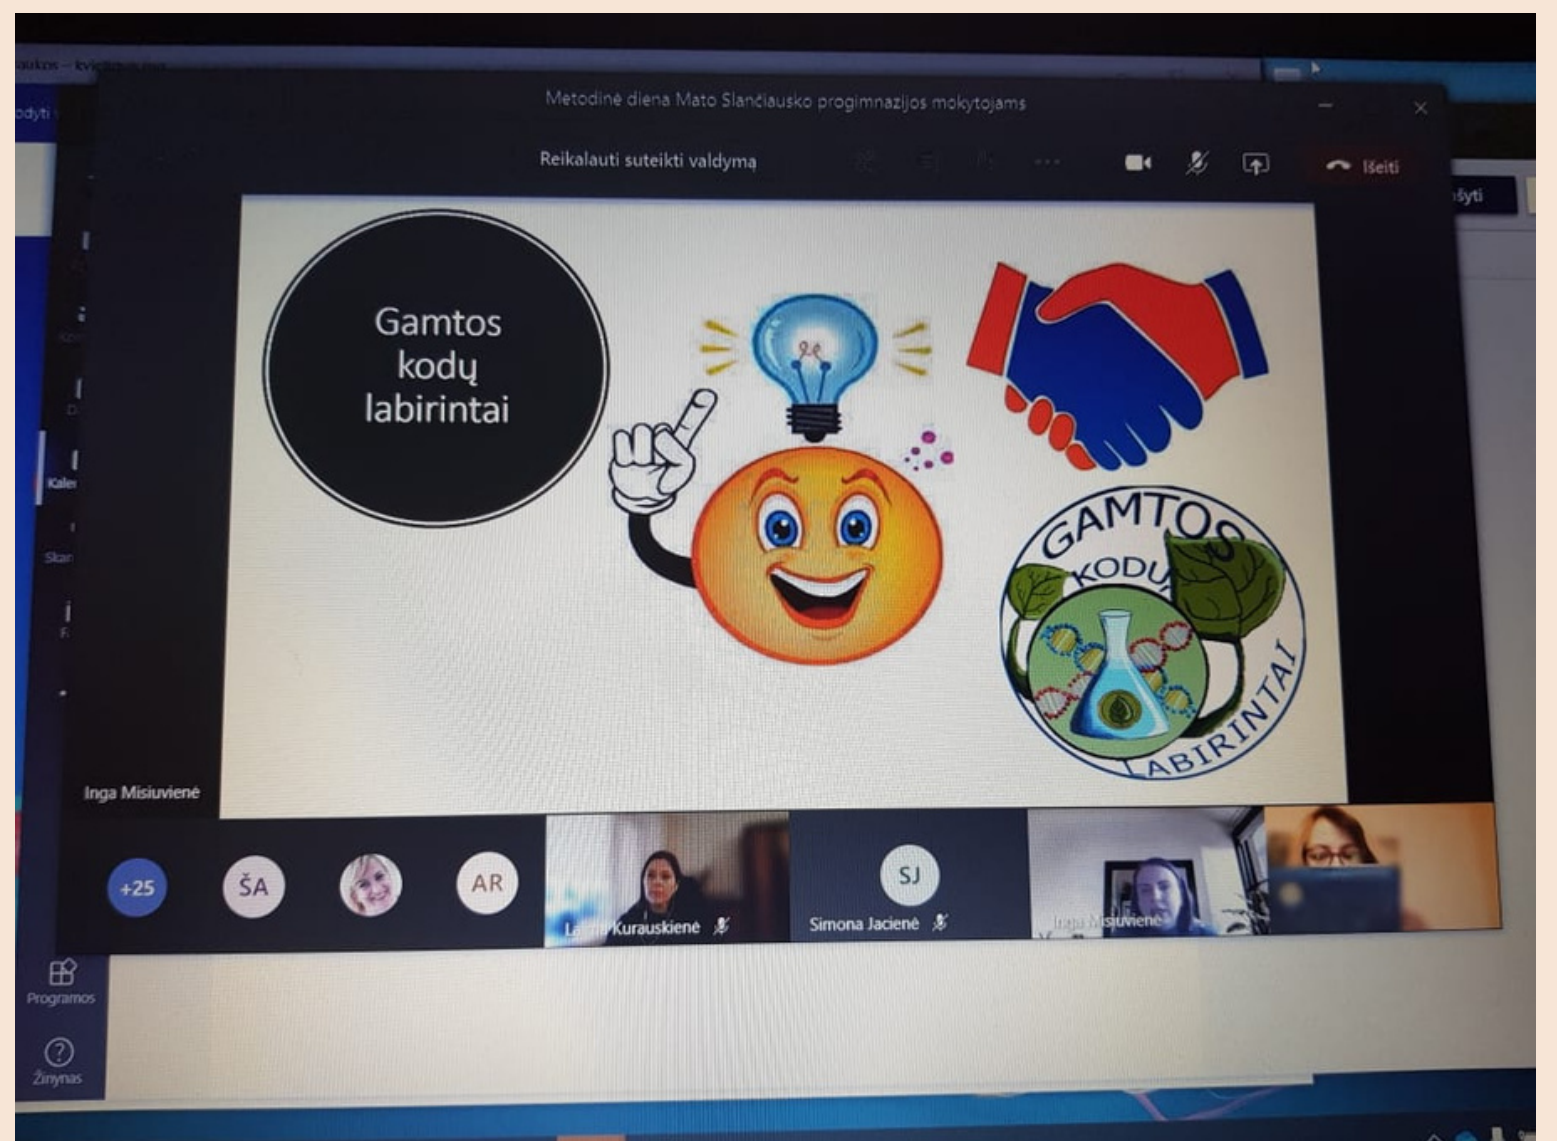 Metodinė diena Mato Slančiausko progimnazijos mokytojams
Reikalauti suteikti valdymą
Išeiti
Gamtos
kodų
labirintai
GAMTOS
KODŲ
LABIRINTAI
Inga Misiuvienė
+25
ŠA
AR
SJ
Kurauskienė
Simona Jacienė
Inga Misiuvienė
Programos
Žinynas